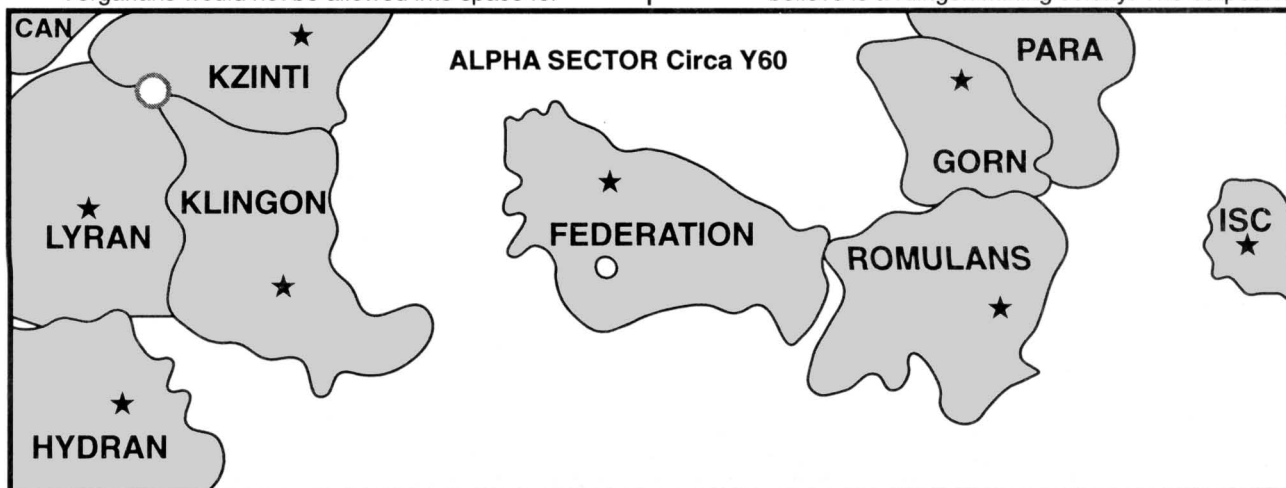 CAN
KZINTI
ALPHA SECTOR Circa Y60
PARA
GORN
KLINGON
LYRAN
FEDERATION
ROMULANS
ISC
HYDRAN